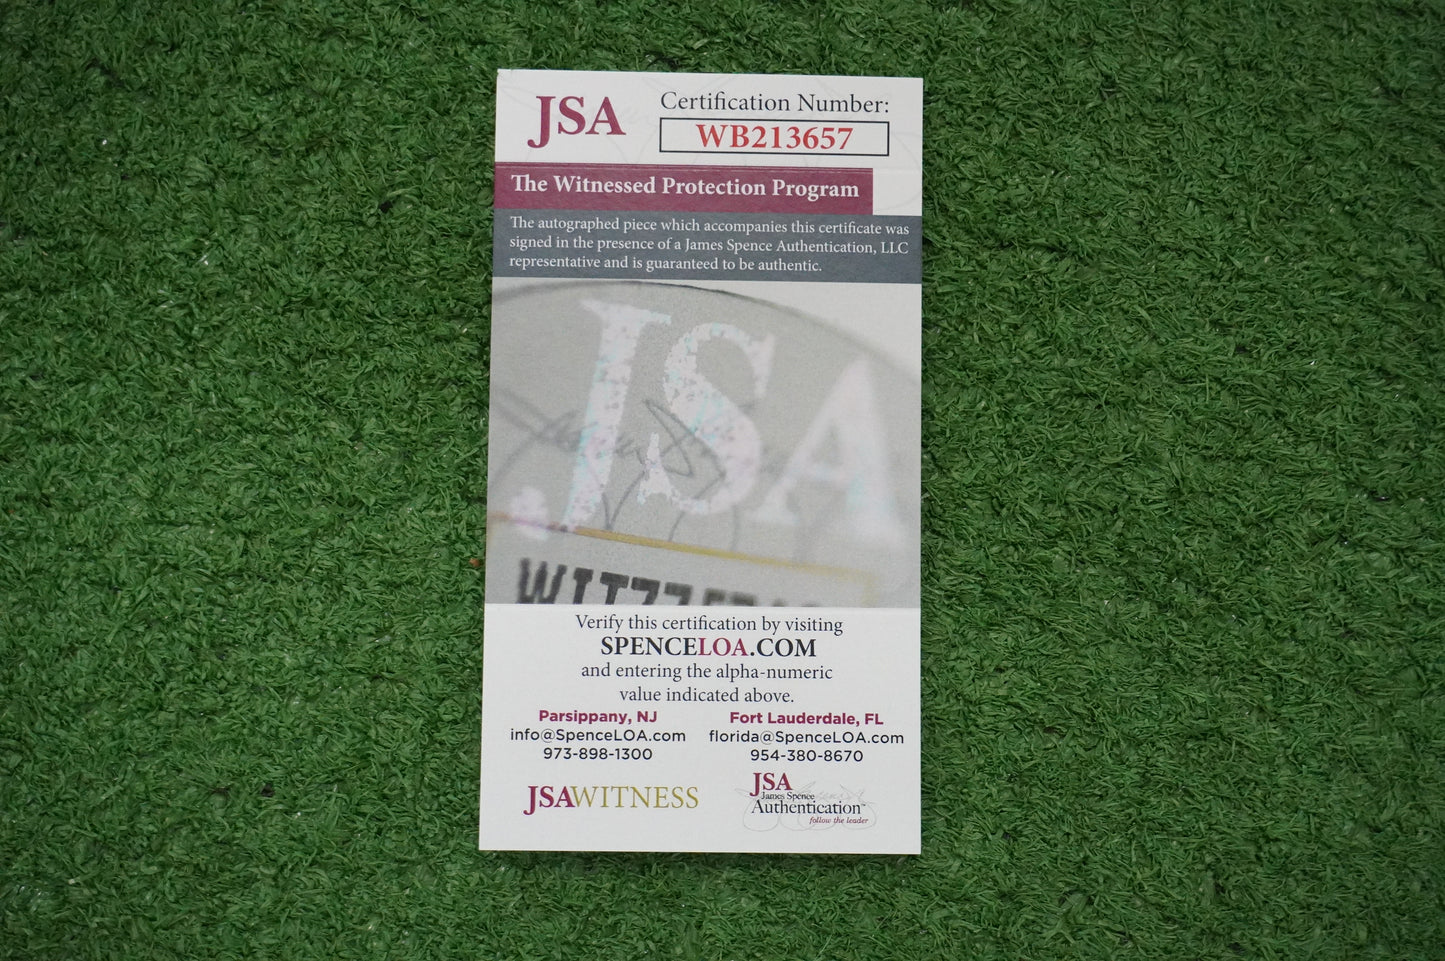 JSA
Certification Number:
WB213657
The Witnessed Protection Program
The autographed piece which accompanies this certificate was
signed in the presence of a James Spence Authentication, LLC
representative and is guaranteed to be authentic.
JSA
Verify this certification by visiting
SPENCELOA.COM
and entering the alpha-numeric
value indicated above.
Parsippany, NJ
info@SpenceLOA.com
973-898-1300
Fort Lauderdale, FL
florida@SpenceLOA.com
954-380-8670
JSAWITNESS
JSA
James Spence
Authentication™
follow the leader